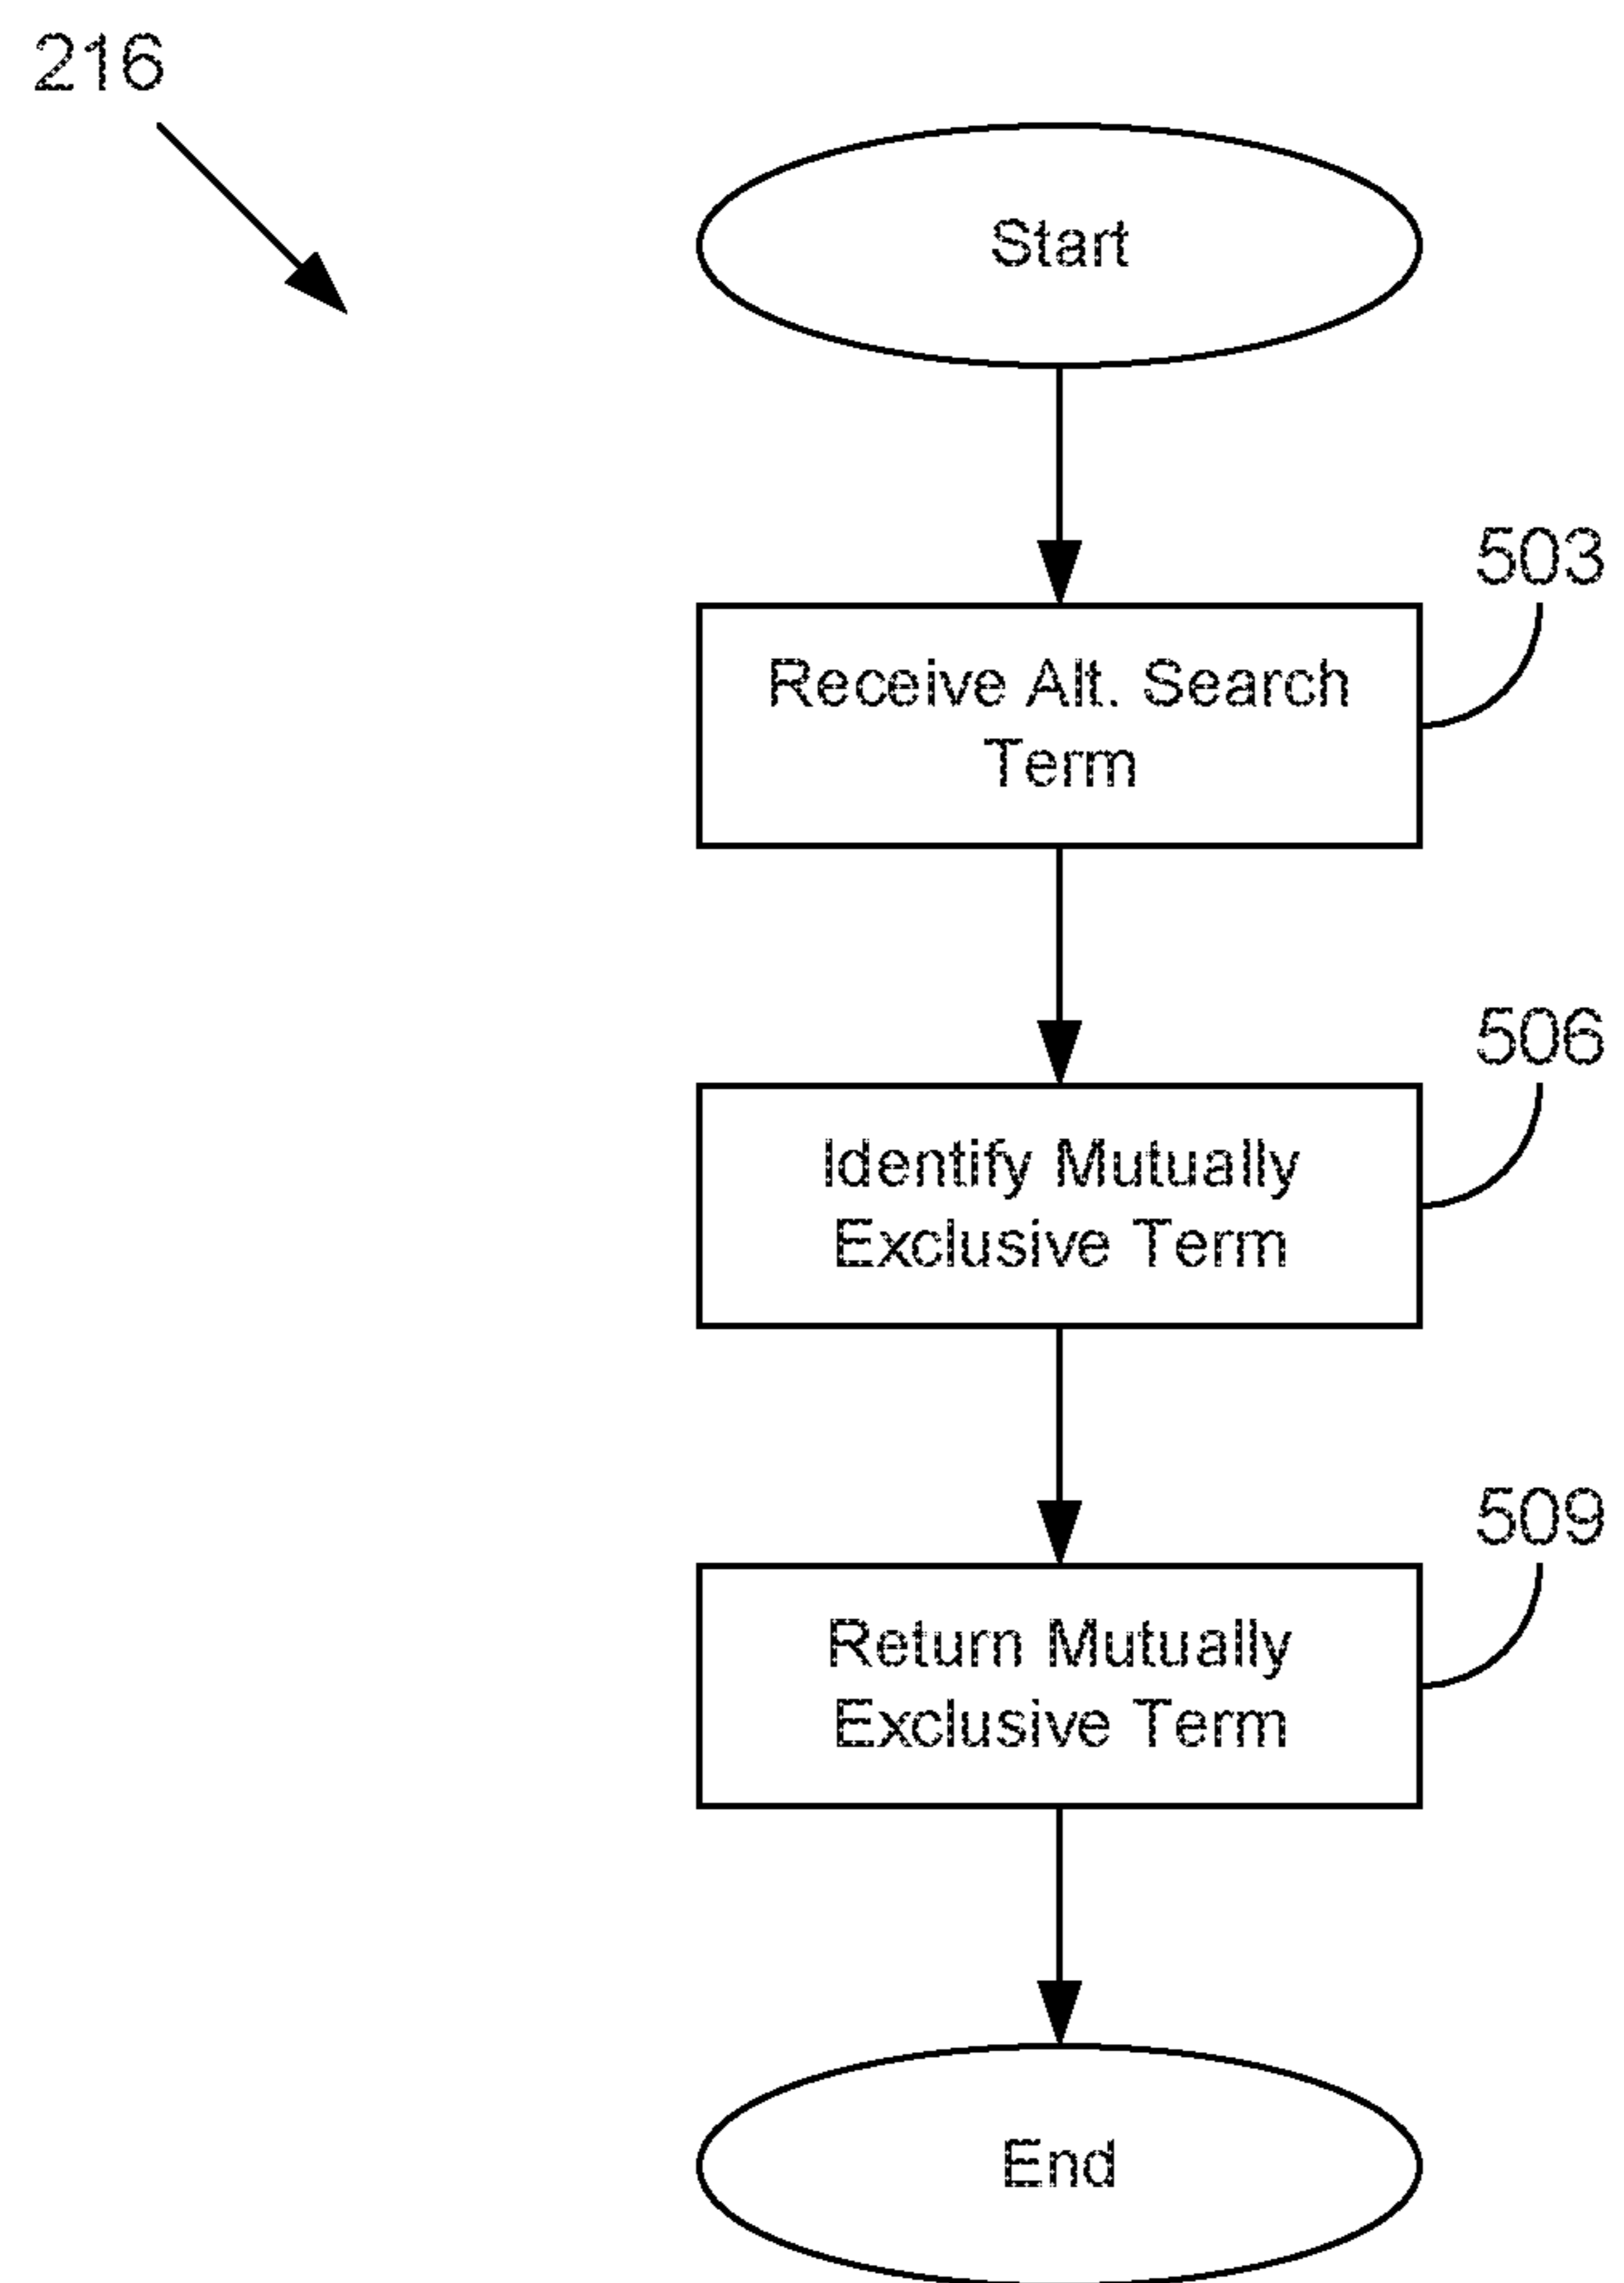 216
Start
503
Receive Alt. Search
Term
506
Identify Mutually
Exclusive Term
509
Return Mutually
Exclusive Term
End